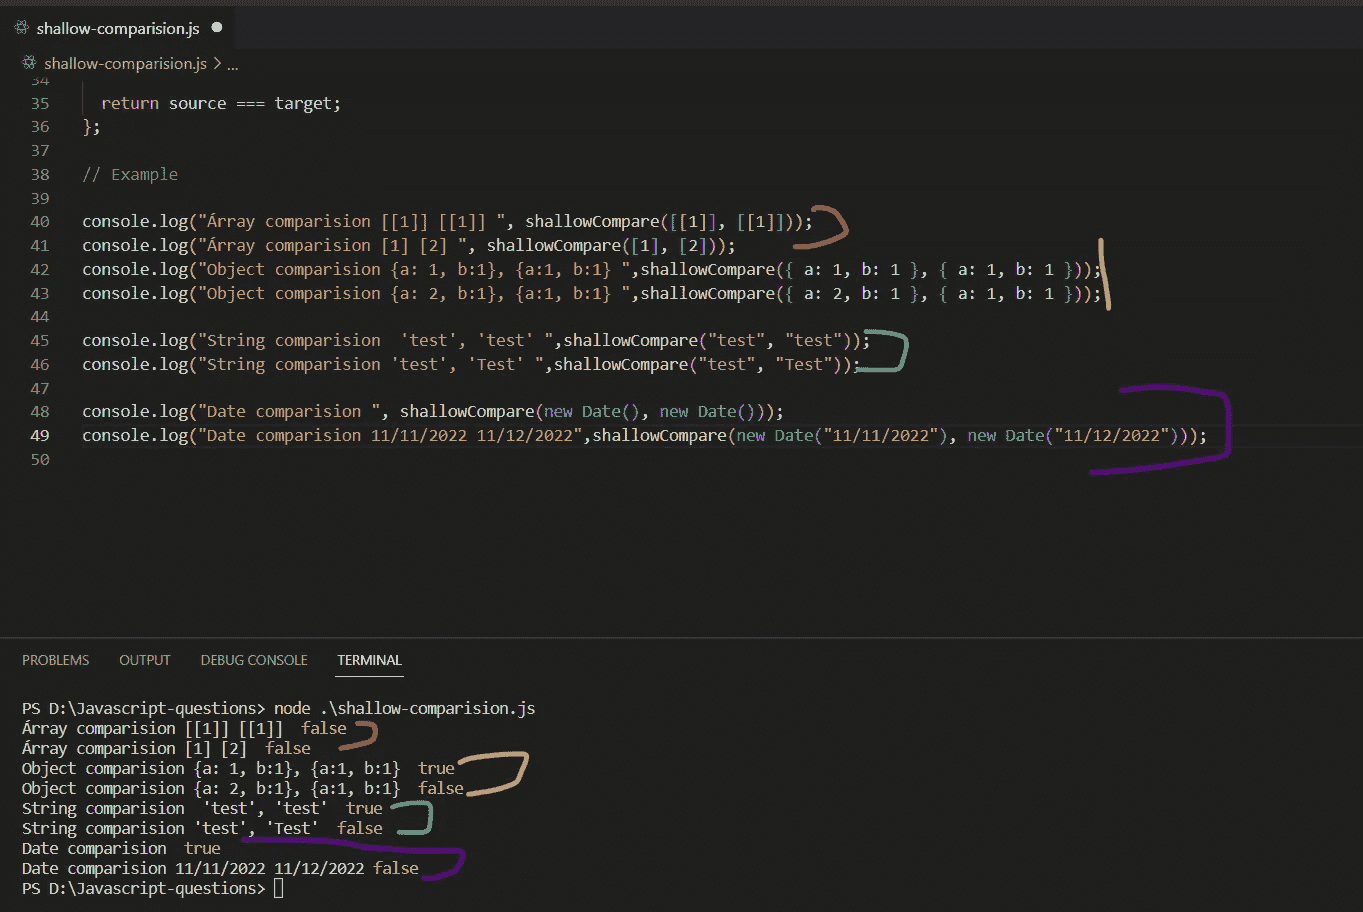 shallow-comparision.js
shallow-comparision.js > ...
34
35 return source === target;
36 };
37
38 // Example
39
40 console.log("Árray comparision [[1]] [[1]] ", shallowCompare([[1]], [[1]]));
41 console.log("Árray comparision [1] [2] ", shallowCompare([1], [2]));
42 console.log("Object comparision {a: 1, b:1}, {a:1, b:1} ",shallowCompare({ a: 1, b: 1 }, { a: 1, b: 1 }));
43 console.log("Object comparision {a: 2, b:1}, {a:1, b:1} ",shallowCompare({ a: 2, b: 1 }, { a: 1, b: 1 }));
44
45 console.log("String comparision  'test', 'test' ",shallowCompare("test", "test"));
46 console.log("String comparision 'test', 'Test' ",shallowCompare("test", "Test"));
47
48 console.log("Date comparision ", shallowCompare(new Date(), new Date()));
49 console.log("Date comparision 11/11/2022 11/12/2022",shallowCompare(new Date("11/11/2022"), new Date("11/12/2022")));
50
PROBLEMS OUTPUT DEBUG CONSOLE TERMINAL
PS D:\Javascript-questions> node .\shallow-comparision.js
Árray comparision [[1]] [[1]]  false
Árray comparision [1] [2]  false
Object comparision {a: 1, b:1}, {a:1, b:1}  true
Object comparision {a: 2, b:1}, {a:1, b:1}  false
String comparision  'test', 'test'  true
String comparision 'test', 'Test'  false
Date comparision  true
Date comparision 11/11/2022 11/12/2022 false
PS D:\Javascript-questions>